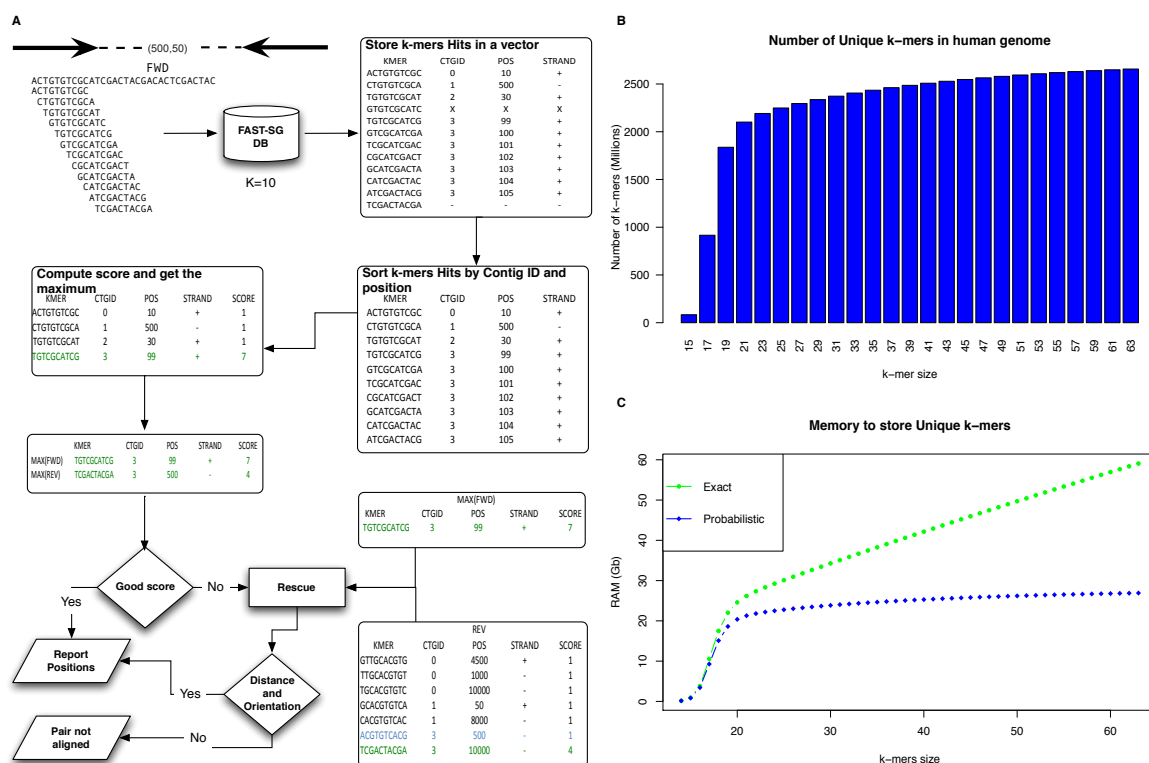 A
(500,50)
FWD
ACTGTGTCGCATCGACTACGACACTCGACTAC
ACTGTGTCGC
CTGTGTCGCA
TGTGTCGCAT
GTGTCGCATC
TGTCGCATCG
GTCGCATCGA
TCGCATCGAC
CGCATCGACT
GCATCGACTA
CATCGACTAC
ATCGACTACG
TCGACTACGA
FAST-SG
DB
K=10
Store k-mers Hits in a vector
KMER CTGID POS STRAND
ACTGTGTCGC 0 10 +
CTGTGTCGCA 1 500 -
TGTGTCGCAT 2 30 +
GTGTCGCATC X X X
TGTCGCATCG 3 99 +
GTCGCATCGA 3 100 +
TCGCATCGAC 3 101 +
CGCATCGACT 3 102 +
GCATCGACTA 3 103 +
CATCGACTAC 3 104 +
ATCGACTACG 3 105 +
TCGACTACGA - - -
Sort k-mers Hits by Contig ID and
position
KMER CTGID POS STRAND
ACTGTGTCGC 0 10 +
CTGTGTCGCA 1 500 -
TGTGTCGCAT 2 30 +
TGTCGCATCG 3 99 +
GTCGCATCGA 3 100 +
TCGCATCGAC 3 101 +
CGCATCGACT 3 102 +
GCATCGACTA 3 103 +
CATCGACTAC 3 104 +
ATCGACTACG 3 105 +
Compute score and get the
maximum
KMER CTGID POS STRAND SCORE
ACTGTGTCGC 0 10 + 1
CTGTGTCGCA 1 500 - 1
TGTGTCGCAT 2 30 + 1
TGTCGCATCG 3 99 + 7
KMER CTGID POS STRAND SCORE
MAX(FWD) TGTCGCATCG 3 99 + 7
MAX(REV) TCGACTACGA 3 500 - 4
Good score
No
Yes
Rescue
Report
Positions
Distance
and
Orientation
Yes
No
Pair not
aligned
MAX(FWD)
KMER CTGID POS STRAND SCORE
TGTCGCATCG 3 99 + 7
REV
KMER CTGID POS STRAND SCORE
GTTGCACGTG 0 4500 + 1
TTGCACGTGT 0 1000 - 1
TGCACGTGTC 0 10000 - 1
GCACGTGTCA 1 50 + 1
CACGTGTCAC 1 8000 - 1
ACGTGTCACG 3 500 - 1
TCGACTACGA 3 10000 - 4
B
Number of Unique k-mers in human genome
Number of k-mers (Millions)
2500
2000
1500
1000
500
0
15 17 19 21 23 25 27 29 31 33 35 37 39 41 43 45 47 49 51 53 55 57 59 61 63
k-mer size
C
Memory to store Unique k-mers
Exact
Probabilistic
RAM (Gb)
60
50
40
30
20
10
0
20 30 40 50 60
k-mers size